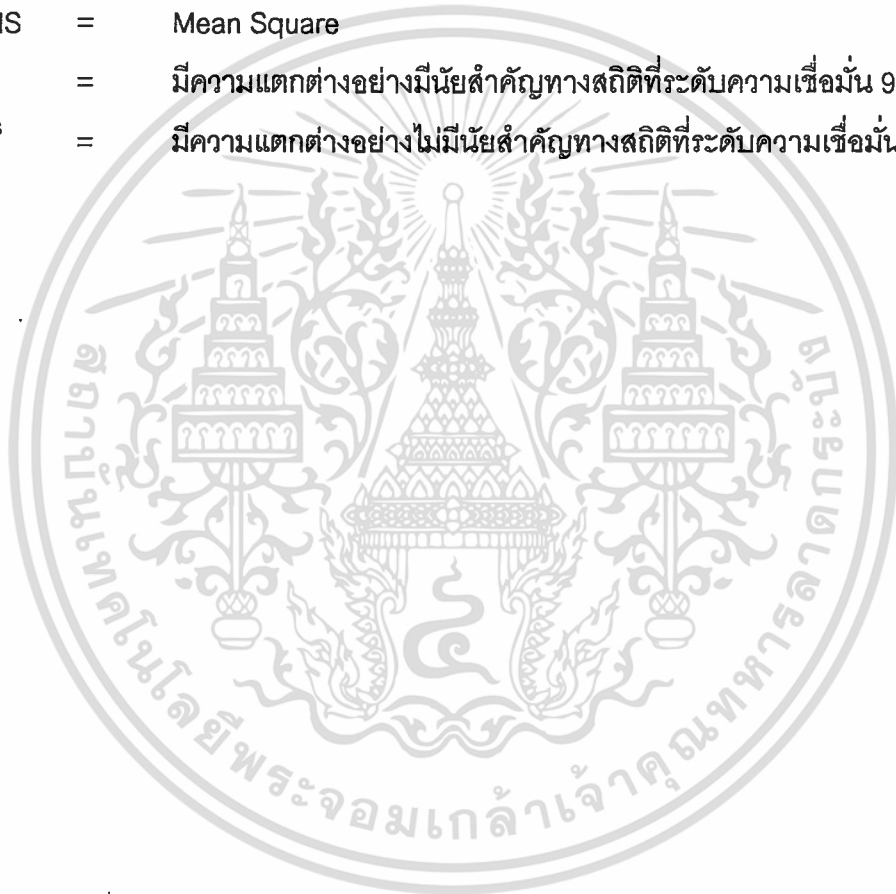 = Mean Square
= มีความแตกต่างอย่างมีนัยสำคัญทางสถิติที่ระดับความเชื่อมั่น 9
= มีความแตกต่างอย่างไม่มีนัยสำคัญทางสถิติที่ระดับความเชื่อมั่น
๔
สถาบันเทคโนโลยีพระจอมเกล้าเจ้าคุณทหารลาดกระบัง